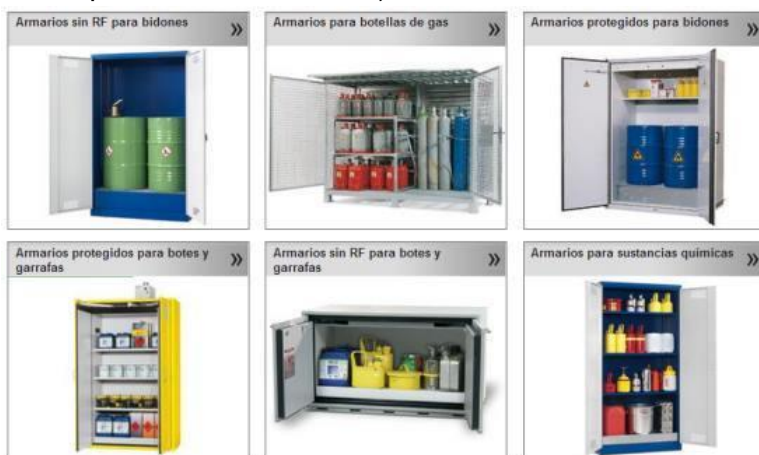 Armarios sin RF para bidones »
Armarios para botellas de gas »
Armarios protegidos para bidones »
Armarios protegidos para botes y »
garrafas
Armarios sin RF para botes y »
garrafas
Armarios para sustancias químicas »